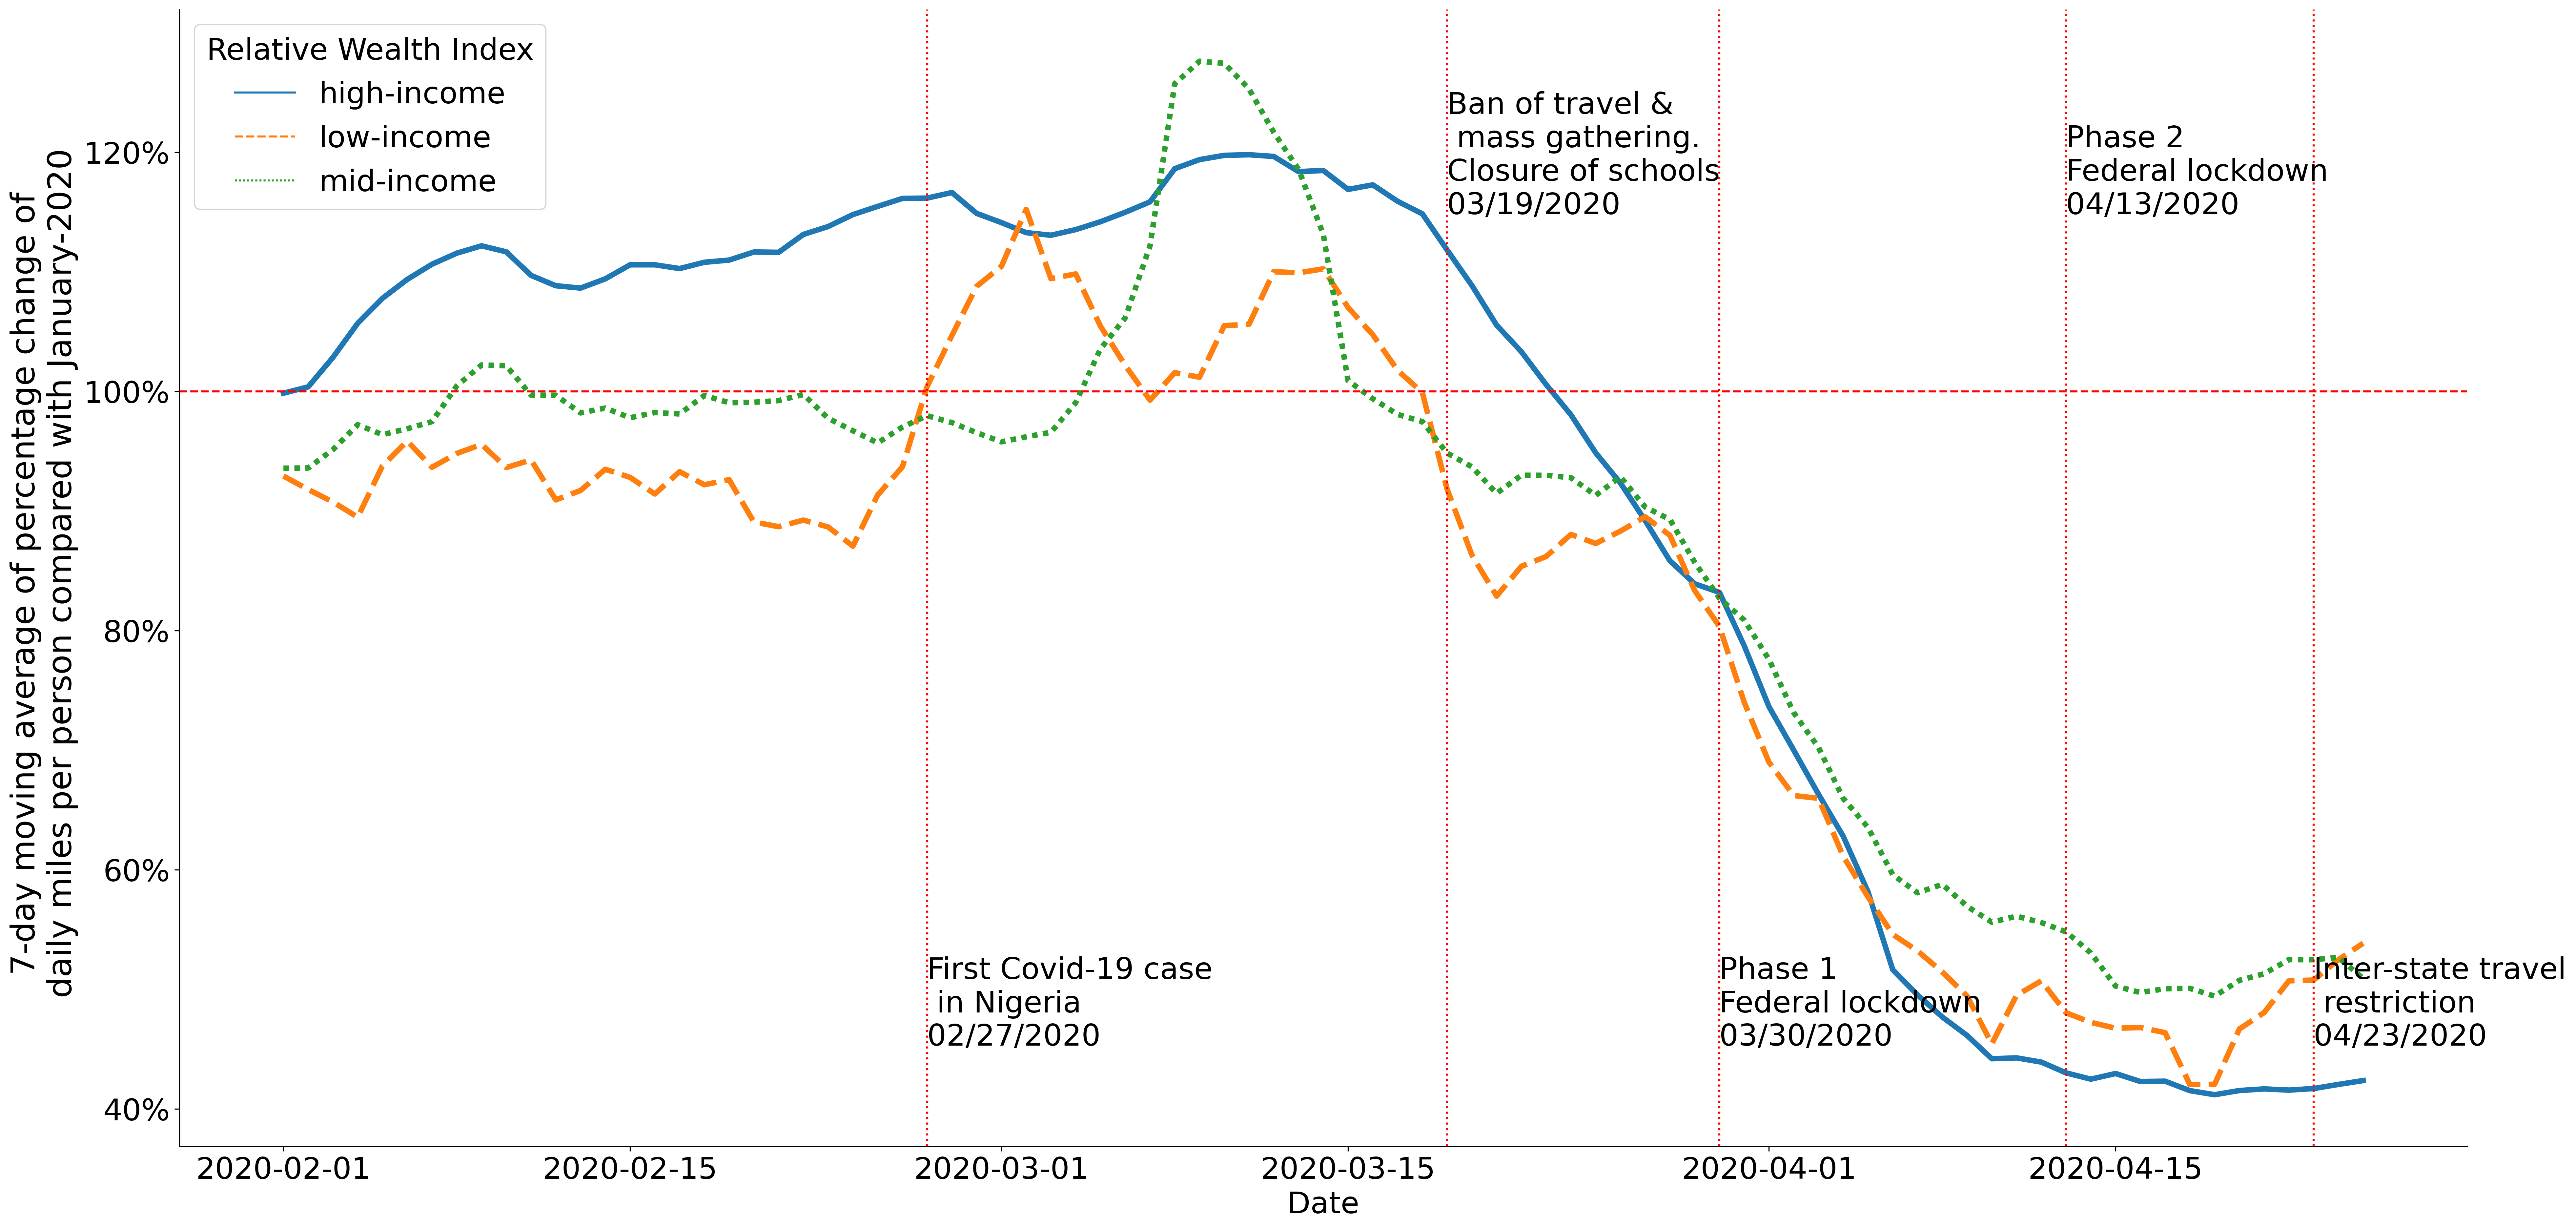 Relative Wealth Index
high-income
low-income
mid-income
7-day moving average of percentage change of
daily miles per person compared with January-2020
120%
100%
80%
60%
40%
Ban of travel &
mass gathering.
Closure of schools
03/19/2020
Phase 2
Federal lockdown
04/13/2020
First Covid-19 case
in Nigeria
02/27/2020
Phase 1
Federal lockdown
03/30/2020
Inter-state travel
restriction
04/23/2020
2020-02-01
2020-02-15
2020-03-01
2020-03-15
2020-04-01
2020-04-15
Date